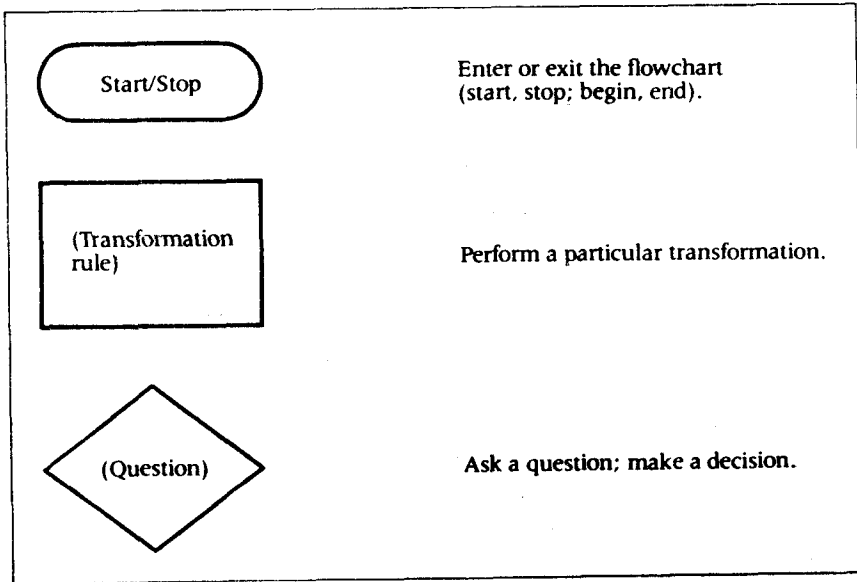 Start/Stop
Enter or exit the flowchart
(start, stop; begin, end).
(Transformation
rule)
Perform a particular transformation.
(Question)
Ask a question; make a decision.